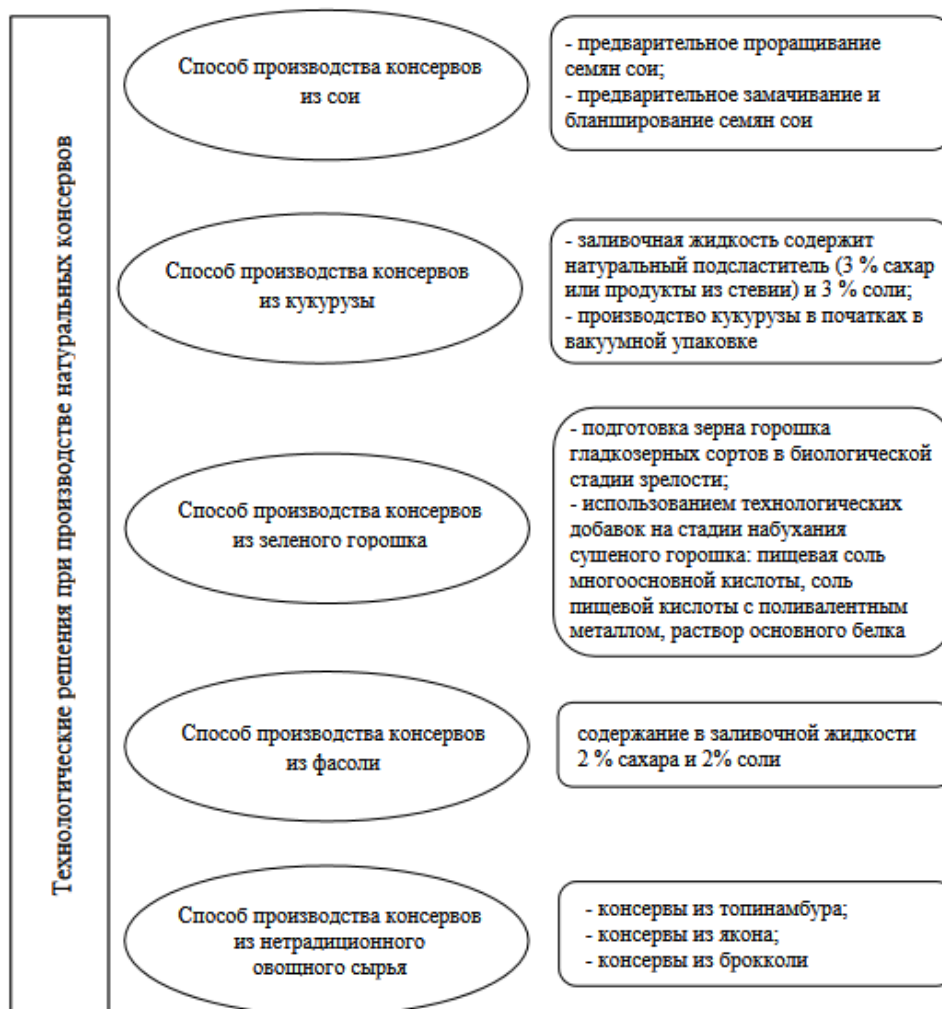 Технологические решения при производстве натуральных консервов
Способ производства консервов
из сои
- предварительное проращивание
семян сои;
- предварительное замачивание и
бланширование семян сои
Способ производства консервов
из кукурузы
- заливочная жидкость содержит
натуральный подсластитель (3 % сахар
или продукты из стевии) и 3 % соли;
- производство кукурузы в початках в
вакуумной упаковке
Способ производства консервов
из зеленого горошка
- подготовка зерна горошка
гладкозерных сортов в биологической
стадии зрелости;
- использованием технологических
добавок на стадии набухания
сушеного горошка: пищевая соль
многоосновной кислоты, соль
пищевой кислоты с поливалентным
металлом, раствор основного белка
Способ производства консервов
из фасоли
содержание в заливочной жидкости
2 % сахара и 2% соли
Способ производства консервов
из нетрадиционного
овощного сырья
- консервы из топинамбура;
- консервы из якона;
- консервы из брокколи